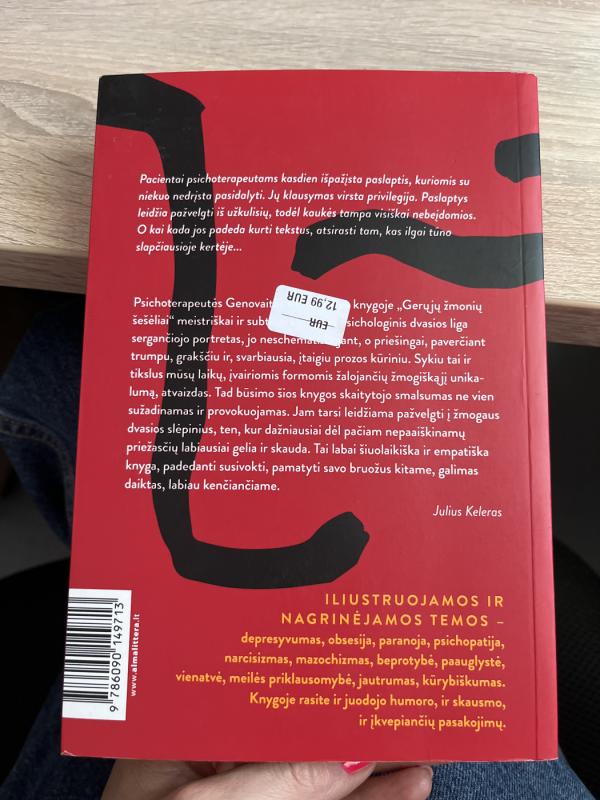 Pacientai psichoterapeutams kasdien išpažįsta paslaptis, kuriomis su
niekuo nedrįsta pasidalyti. Jų klausymas virsta privilegija. Paslaptys
leidžia pažvelgti iš užkulisių, todėl kaukės tampa visiškai nebeįdomios.
O kai kada jos padeda kurti tekstus, atsirasti tam, kas ilgai tūno
slapčiausioje kertėje...
Psichoterapeutės Genovait knygoje „Gerųjų žmonių
šešėliai“ meistriškai ir subt sichologinis dvasios liga
sergančiojo portretas, jo neschemat ant, o priešingai, paverčiant
trumpu, grakščiu ir, svarbiausia, įtaigiu prozos kūriniu. Sykiu tai ir
tikslus mūsų laikų, įvairiomis formomis žalojančių žmogiškąjį unika-
lumą, atvaizdas. Tad būsimo šios knygos skaitytojo smalsumas ne vien
sužadinamas ir provokuojamas. Jam tarsi leidžiama pažvelgti į žmogaus
dvasios slėpinius, ten, kur dažniausiai dėl pačiam nepaaiškinamų
priežasčių labiausiai gelia ir skauda. Tai labai šiuolaikiška ir empatiška
knyga, padedanti susivokti, pamatyti savo bruožus kitame, galimas
daiktas, labiau kenčiančiame.
Julius Keleras
12,99 EUR
EUR
ILIUSTRUOJAMOS IR
NAGRINĖJAMOS TEMOS –
depresyvumas, obsesija, paranoja, psichopatija,
narcisizmas, mazochizmas, beprotybė, paauglystė,
vienatvė, meilės priklausomybė, jautrumas, kūrybiškumas.
Knygoje rasite ir juodojo humoro, ir skausmo,
ir įkvepiančių pasakojimų.
9 786090 149713
www.almalittera.lt